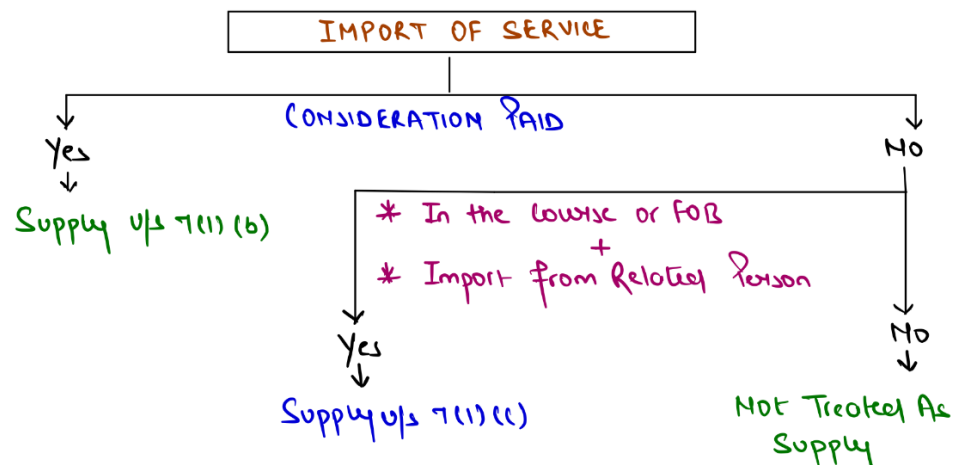 IMPORT OF SERVICE
CONSIDERATION PAID
Yes
No
Supply u/s 7(1)(b)
* In the course or FOB
+
* Import from Related Person
Yes
No
Supply u/s 7(1)(c)
Not Treated As
Supply